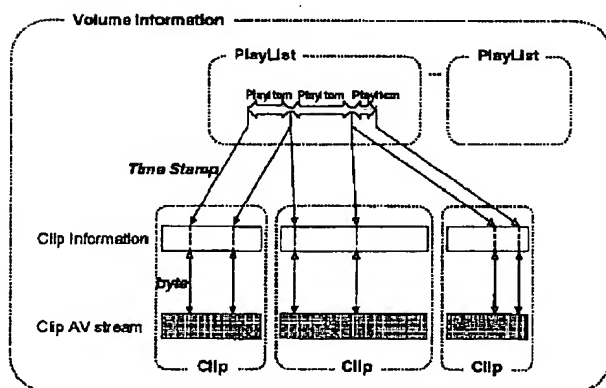 Volume Information
PlayList
PlayList
...
PlayItem PlayItem PlayItem
Time Stamp
Clip Information
byte
Clip AV stream
Clip
Clip
Clip